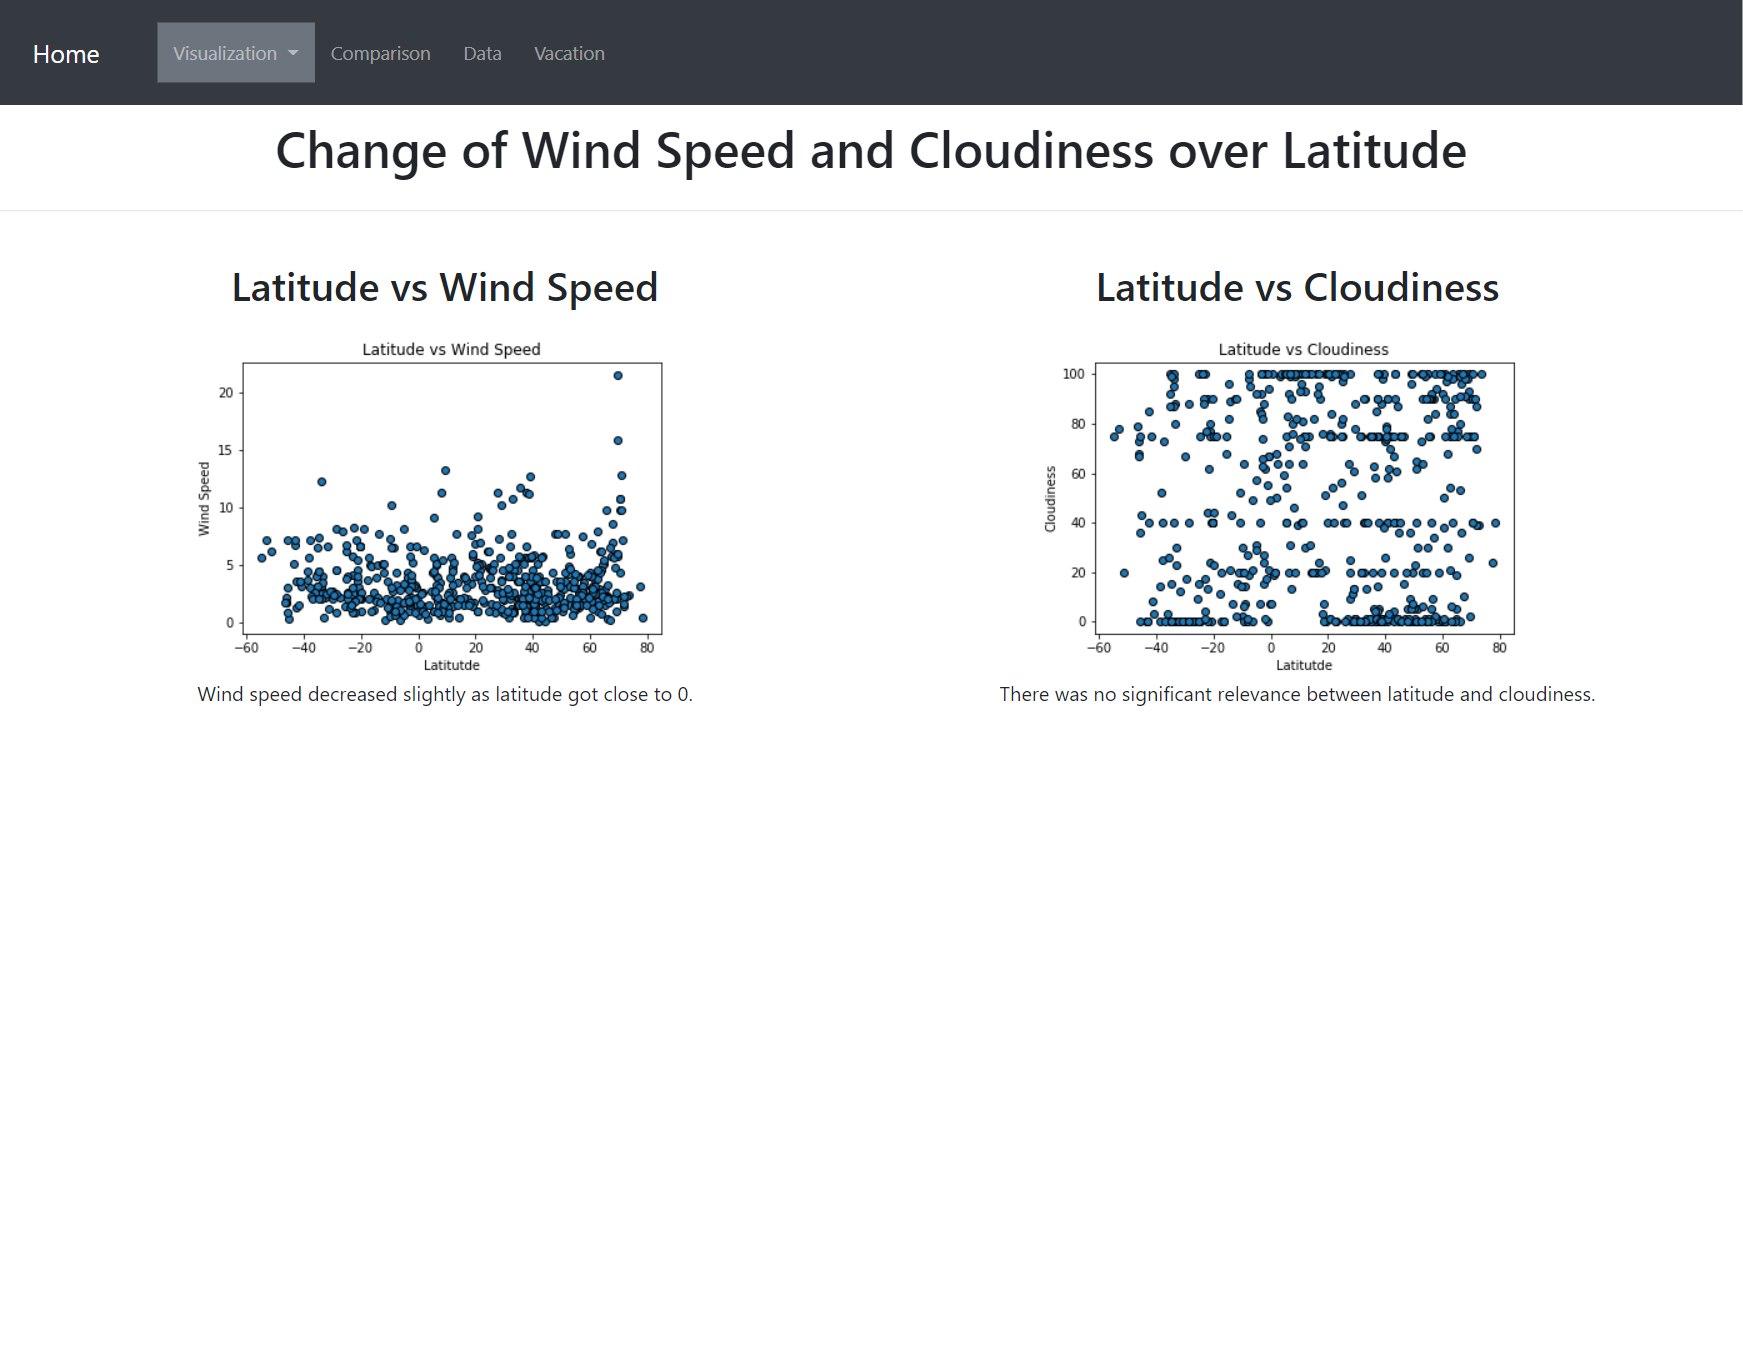 Home Visualization Comparison Data Vacation
Change of Wind Speed and Cloudiness over Latitude
Latitude vs Wind Speed
Latitude vs Wind Speed
20
15
10
5
0
Wind Speed
−60 −40 −20 0 20 40 60 80
Latitutde
Wind speed decreased slightly as latitude got close to 0.
Latitude vs Cloudiness
Latitude vs Cloudiness
100
80
60
40
20
0
Cloudiness
−60 −40 −20 0 20 40 60 80
Latitutde
There was no significant relevance between latitude and cloudiness.